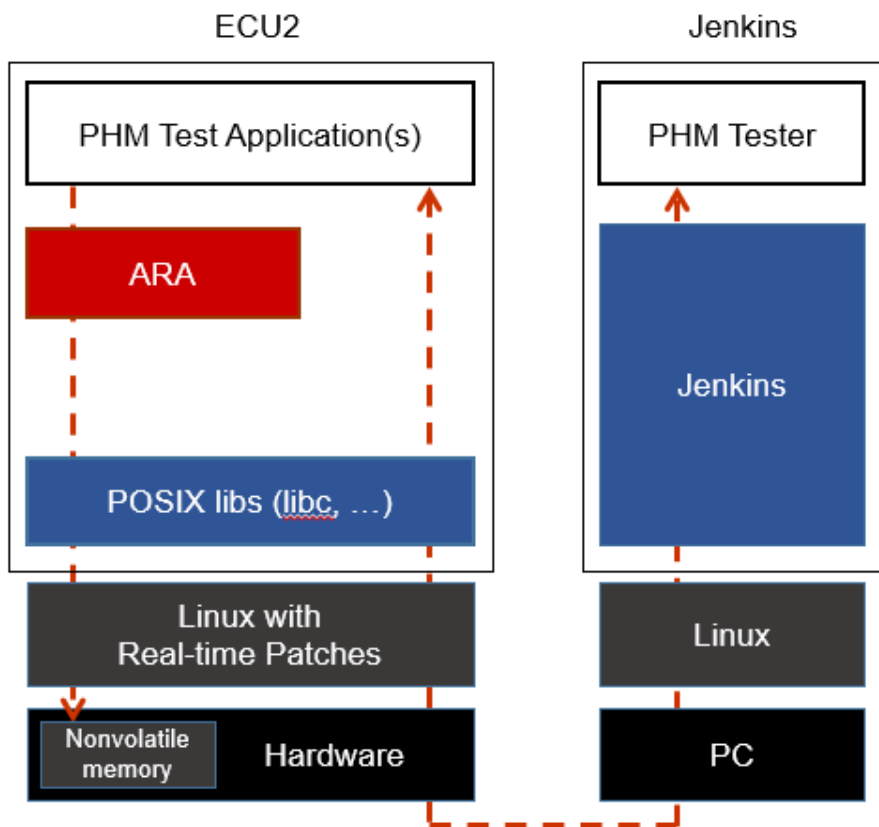 ECU2
Jenkins
PHM Test Application(s)
PHM Tester
ARA
Jenkins
POSIX libs (libc, …)
Linux with
Real-time Patches
Linux
Nonvolatile
memory
Hardware
PC